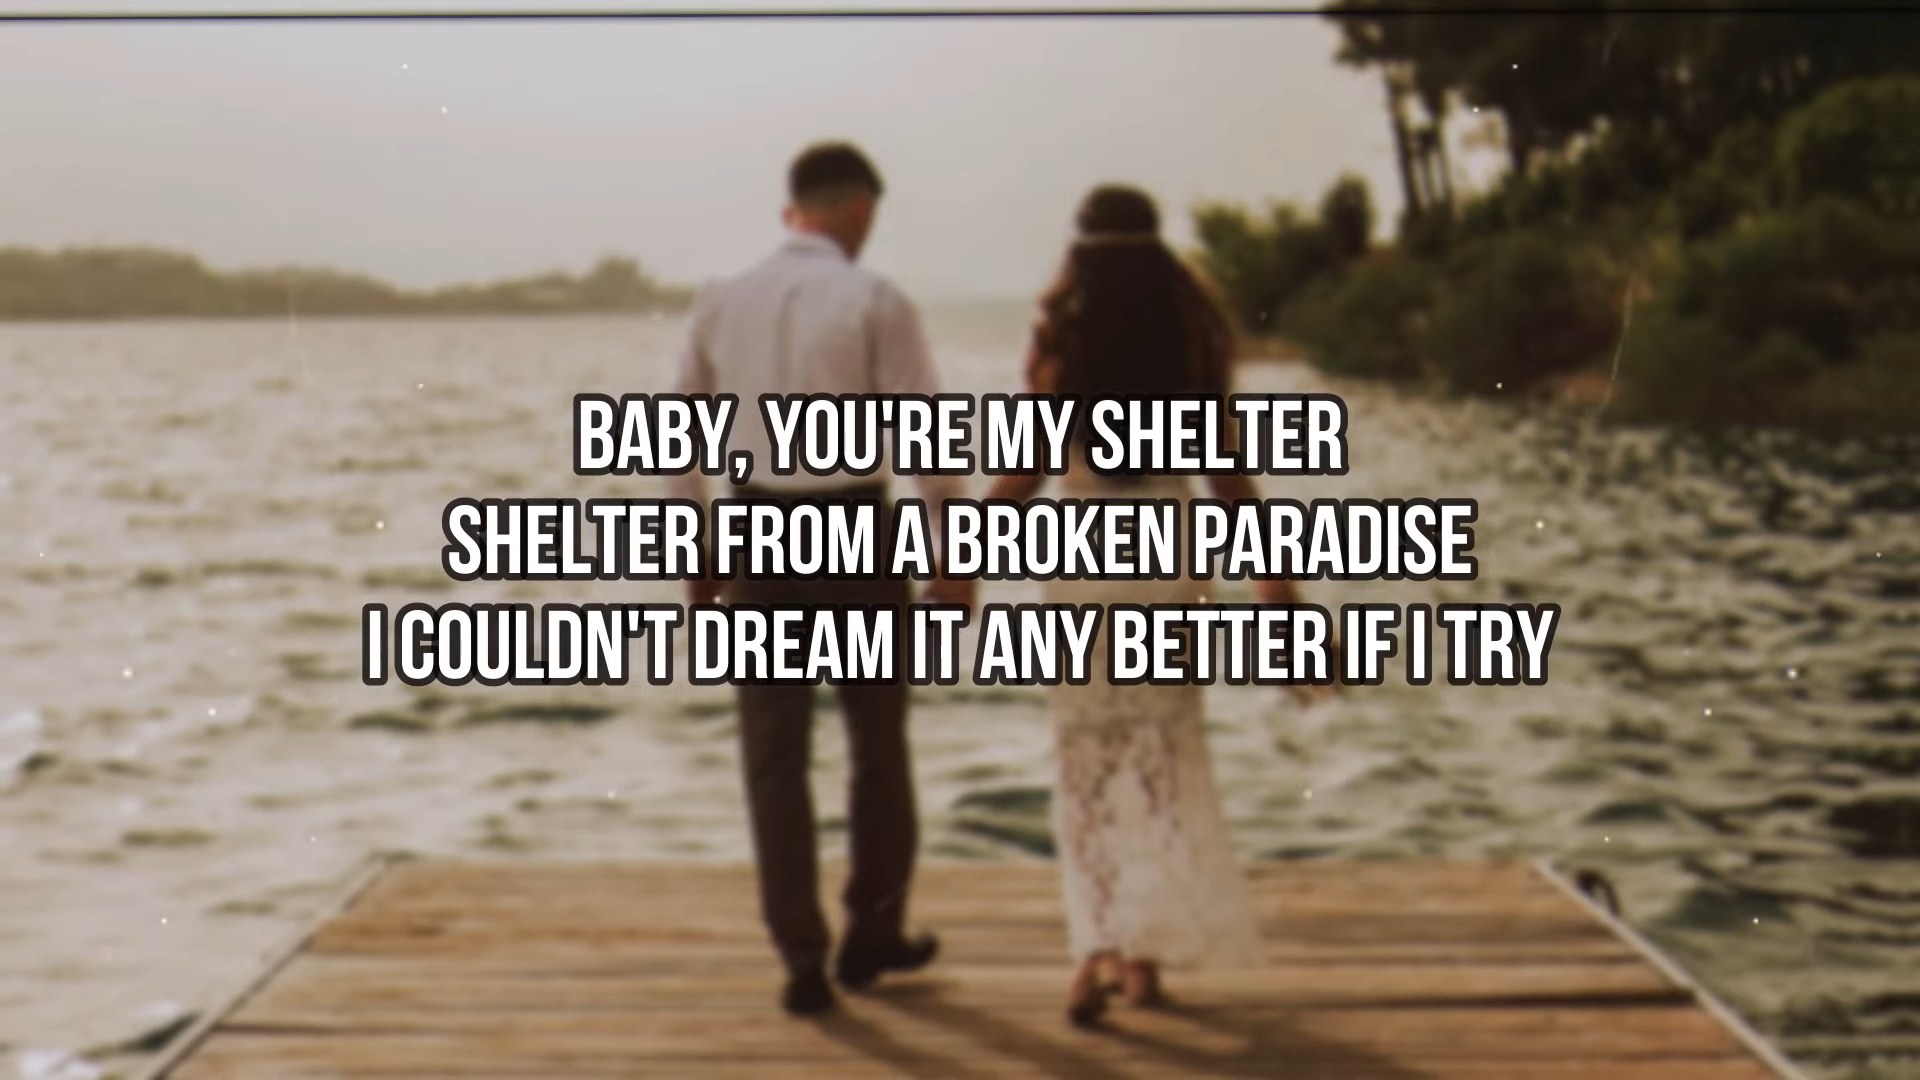 BABY, YOU'RE MY SHELTER
SHELTER FROM A BROKEN PARADISE
I COULDN'T DREAM IT ANY BETTER IF I TRY